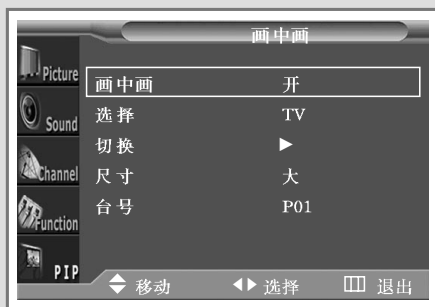 画中画
Picture
画中画 开
Sound
选择 TV
切换 ▶
Channel
尺寸 大
Function
台号 P01
PIP
移动 选择 退出